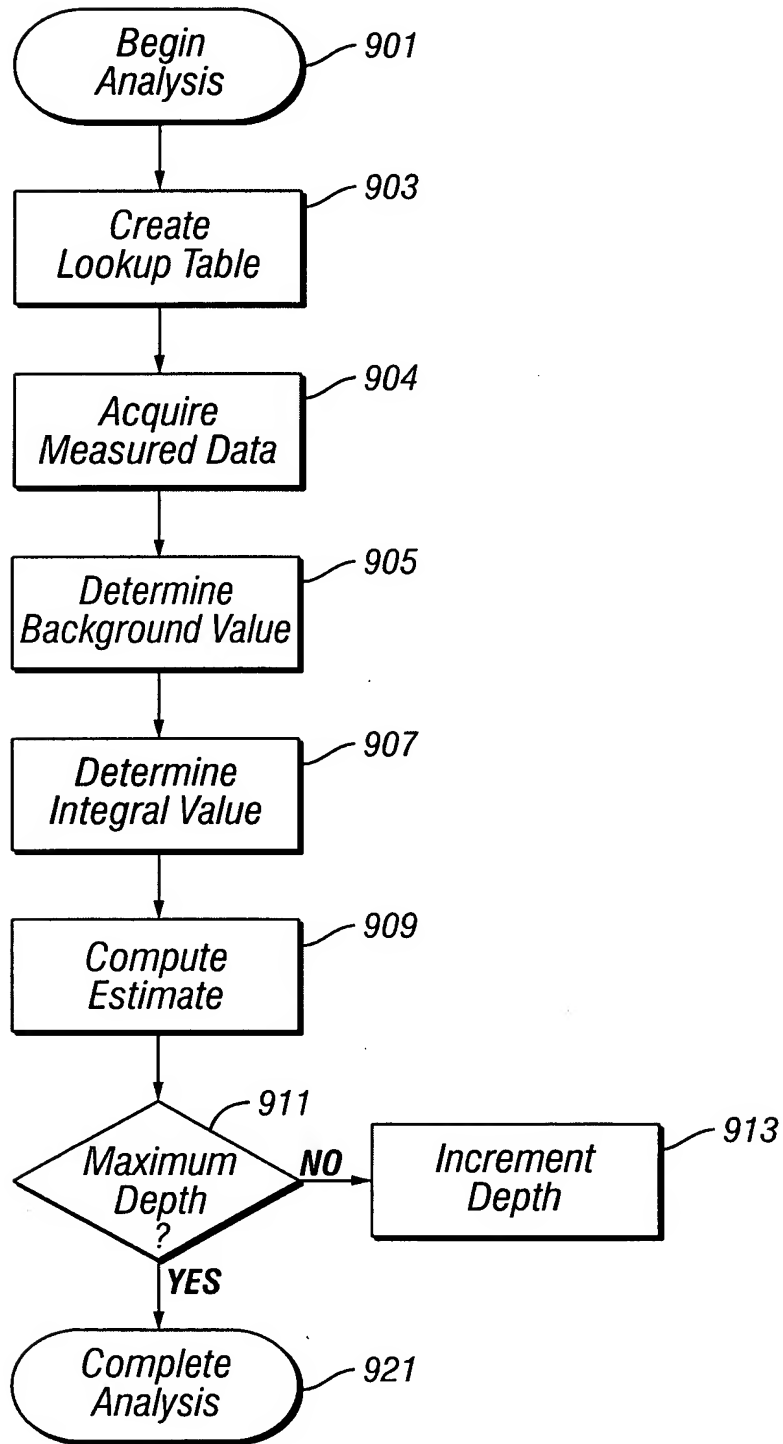 Begin
Analysis
901
903
Create
Lookup Table
904
Acquire
Measured Data
905
Determine
Background Value
907
Determine
Integral Value
909
Compute
Estimate
911
Maximum
Depth
?
NO
913
Increment
Depth
YES
Complete
Analysis
921